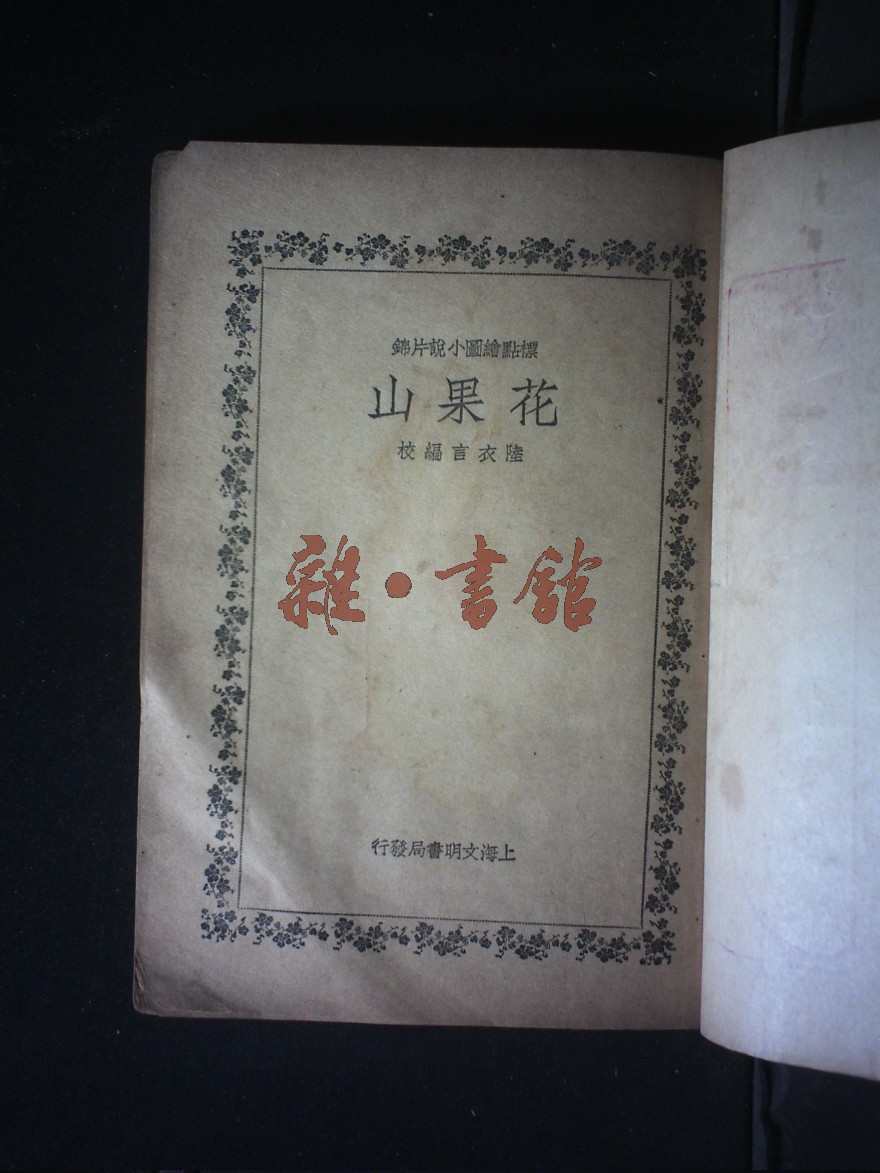 標點繪圖小說片錦
花果山
陸衣言編校
雜·書館
上海文明書局發行